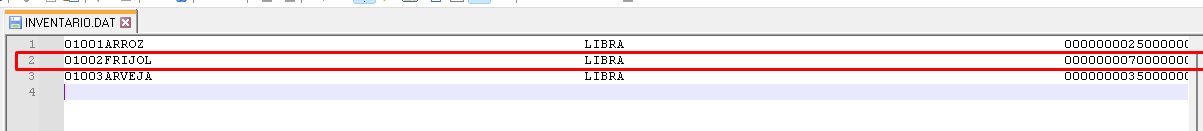 INVENTARIO.DAT
1 01001ARROZ LIBRA 0000000025000000
2 01002FRIJOL LIBRA 0000000070000000
3 01003ARVEJA LIBRA 0000000035000000
4